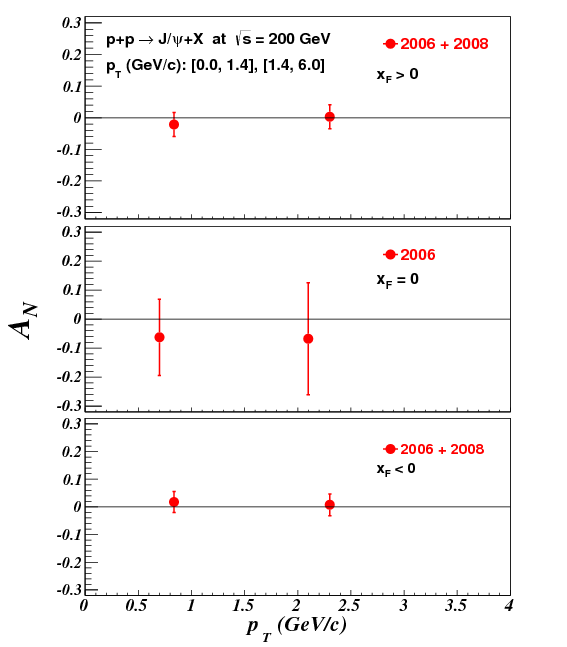 0.3
p+p → J/ψ+X at √s = 200 GeV
2006 + 2008
0.2
p_T (GeV/c): [0.0, 1.4], [1.4, 6.0]
x_F > 0
0.1
0
-0.1
-0.2
-0.3
0.3
2006
0.2
x_F = 0
0.1
0
A_N
-0.1
-0.2
-0.3
0.3
0.2
2006 + 2008
x_F < 0
0.1
0
-0.1
-0.2
-0.3
0 0.5 1 1.5 2 2.5 3 3.5 4
p_T (GeV/c)